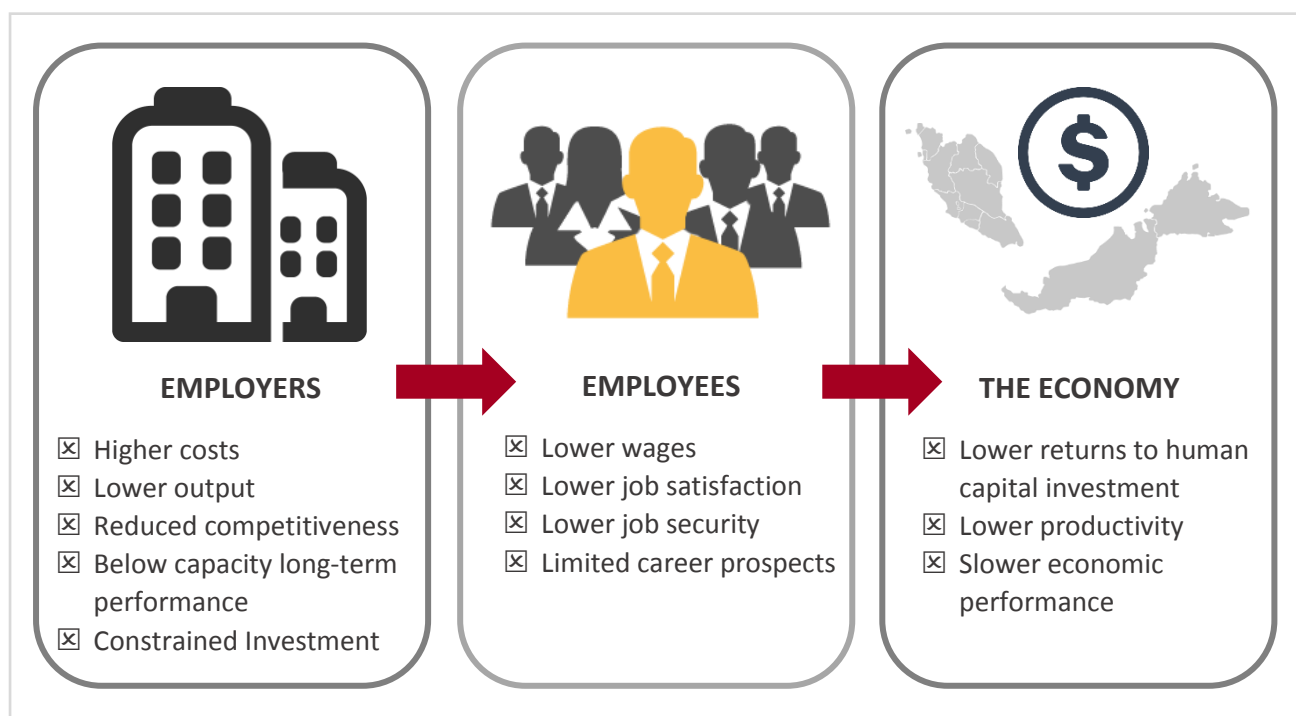 $
EMPLOYERS
☒ Higher costs
☒ Lower output
☒ Reduced competitiveness
☒ Below capacity long-term
performance
☒ Constrained Investment
EMPLOYEES
☒ Lower wages
☒ Lower job satisfaction
☒ Lower job security
☒ Limited career prospects
THE ECONOMY
☒ Lower returns to human
capital investment
☒ Lower productivity
☒ Slower economic
performance